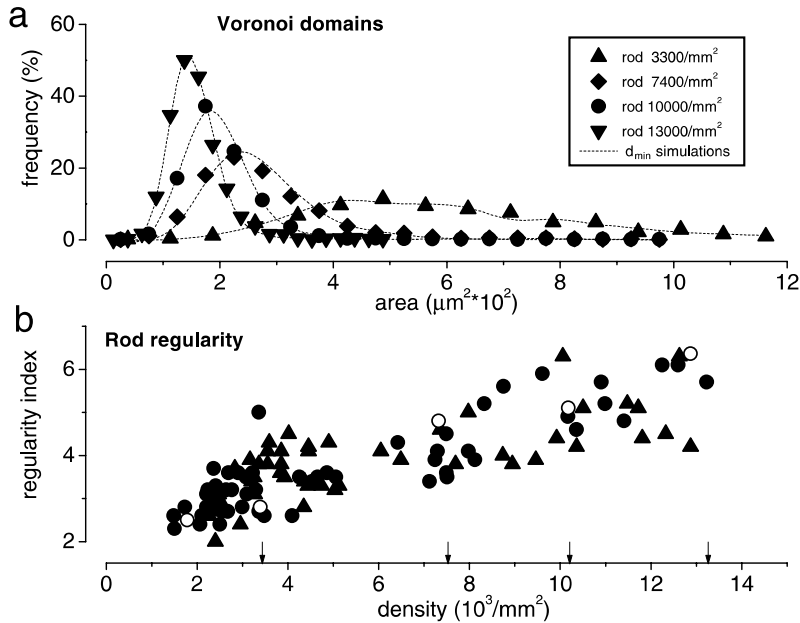 a
Voronoi domains
60
40
20
0
frequency (%)
rod 3300/mm²
rod 7400/mm²
rod 10000/mm²
rod 13000/mm²
d_min simulations
0 2 4 6 8 10 12
area (μm²*10²)
b
Rod regularity
6
4
2
regularity index
0 2 4 6 8 10 12 14
density (10³/mm²)